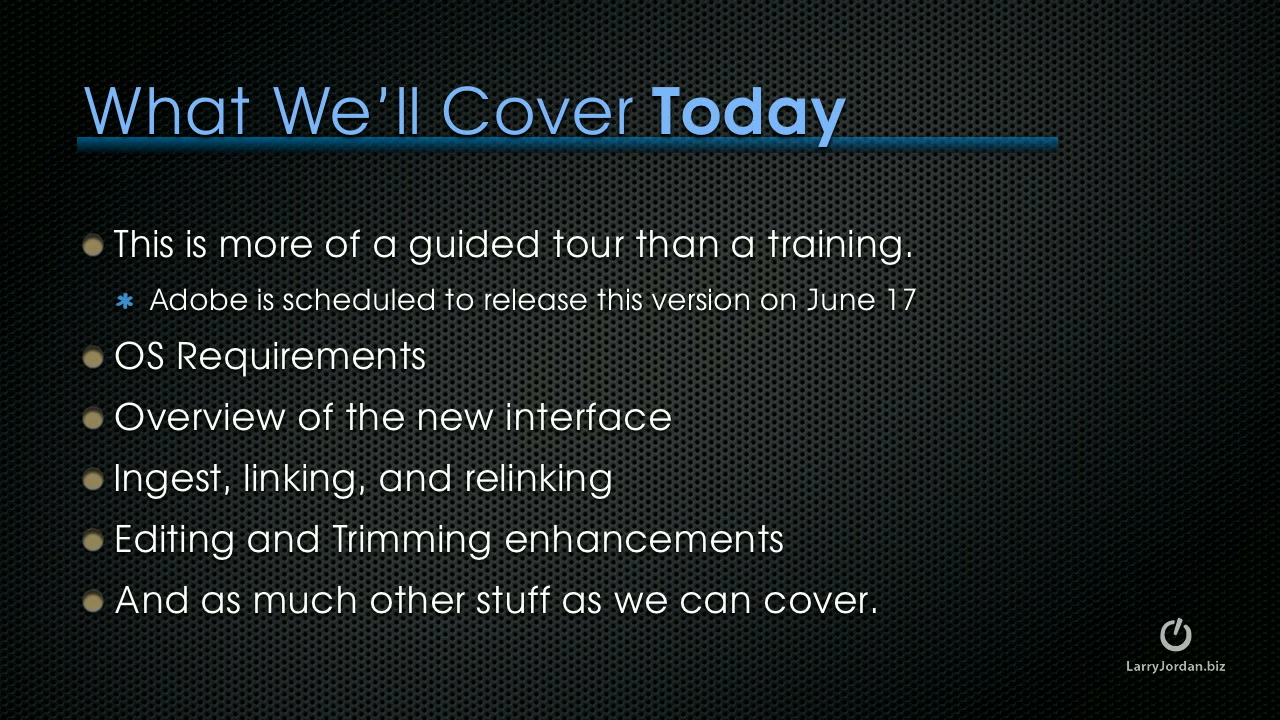 What We’ll Cover Today
This is more of a guided tour than a training.
Adobe is scheduled to release this version on June 17
OS Requirements
Overview of the new interface
Ingest, linking, and relinking
Editing and Trimming enhancements
And as much other stuff as we can cover.
LarryJordan.biz